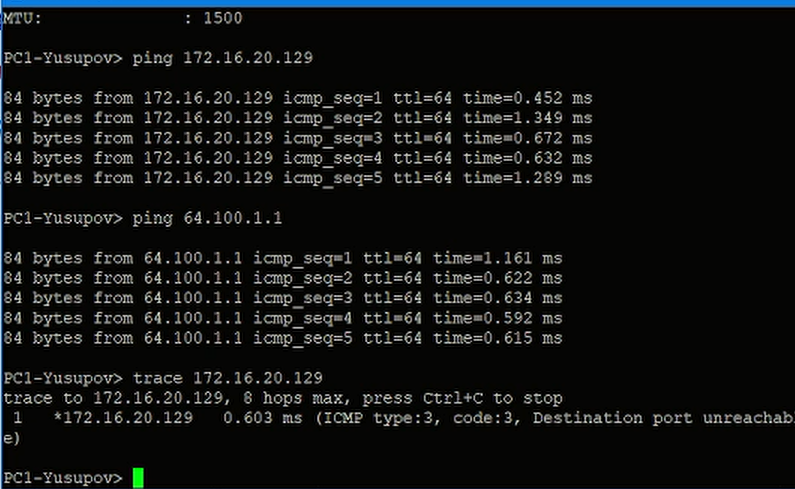 MTU:              : 1500
PC1-Yusupov> ping 172.16.20.129
84 bytes from 172.16.20.129 icmp_seq=1 ttl=64 time=0.452 ms
84 bytes from 172.16.20.129 icmp_seq=2 ttl=64 time=1.349 ms
84 bytes from 172.16.20.129 icmp_seq=3 ttl=64 time=0.672 ms
84 bytes from 172.16.20.129 icmp_seq=4 ttl=64 time=0.632 ms
84 bytes from 172.16.20.129 icmp_seq=5 ttl=64 time=1.289 ms
PC1-Yusupov> ping 64.100.1.1
84 bytes from 64.100.1.1 icmp_seq=1 ttl=64 time=1.161 ms
84 bytes from 64.100.1.1 icmp_seq=2 ttl=64 time=0.622 ms
84 bytes from 64.100.1.1 icmp_seq=3 ttl=64 time=0.634 ms
84 bytes from 64.100.1.1 icmp_seq=4 ttl=64 time=0.592 ms
84 bytes from 64.100.1.1 icmp_seq=5 ttl=64 time=0.615 ms
PC1-Yusupov> trace 172.16.20.129
trace to 172.16.20.129, 8 hops max, press Ctrl+C to stop
 1   *172.16.20.129   0.603 ms (ICMP type:3, code:3, Destination port unreachabl
e)
PC1-Yusupov>